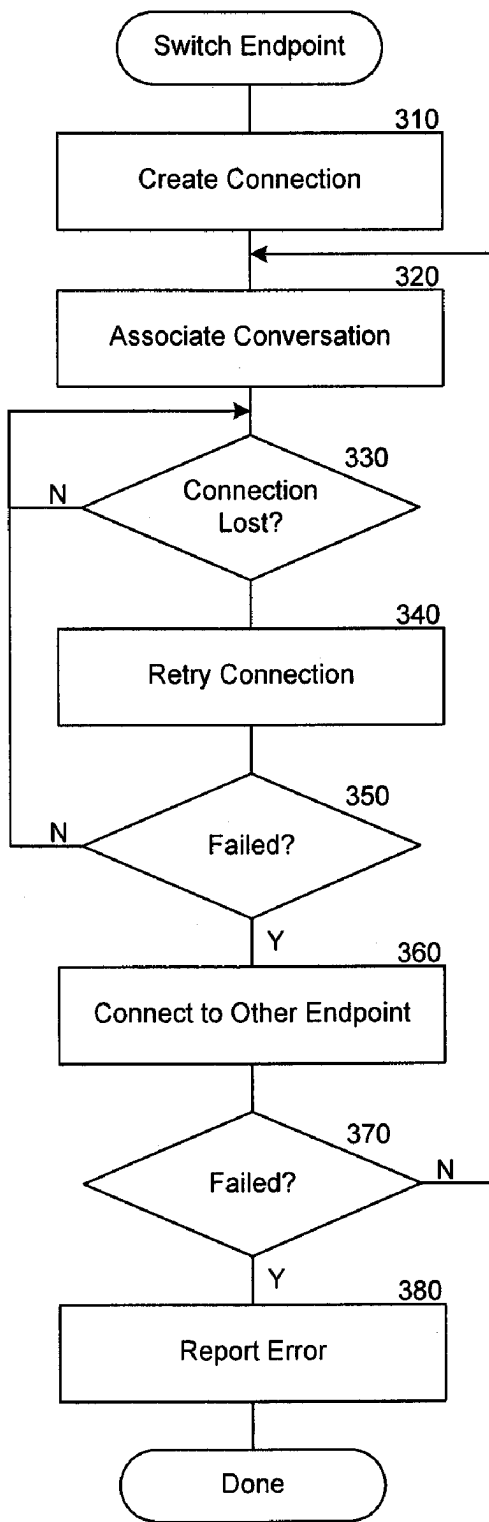 Switch Endpoint
310
Create Connection
320
Associate Conversation
330
Connection
Lost?
N
340
Retry Connection
350
Failed?
N
Y
360
Connect to Other Endpoint
370
Failed?
N
Y
380
Report Error
Done